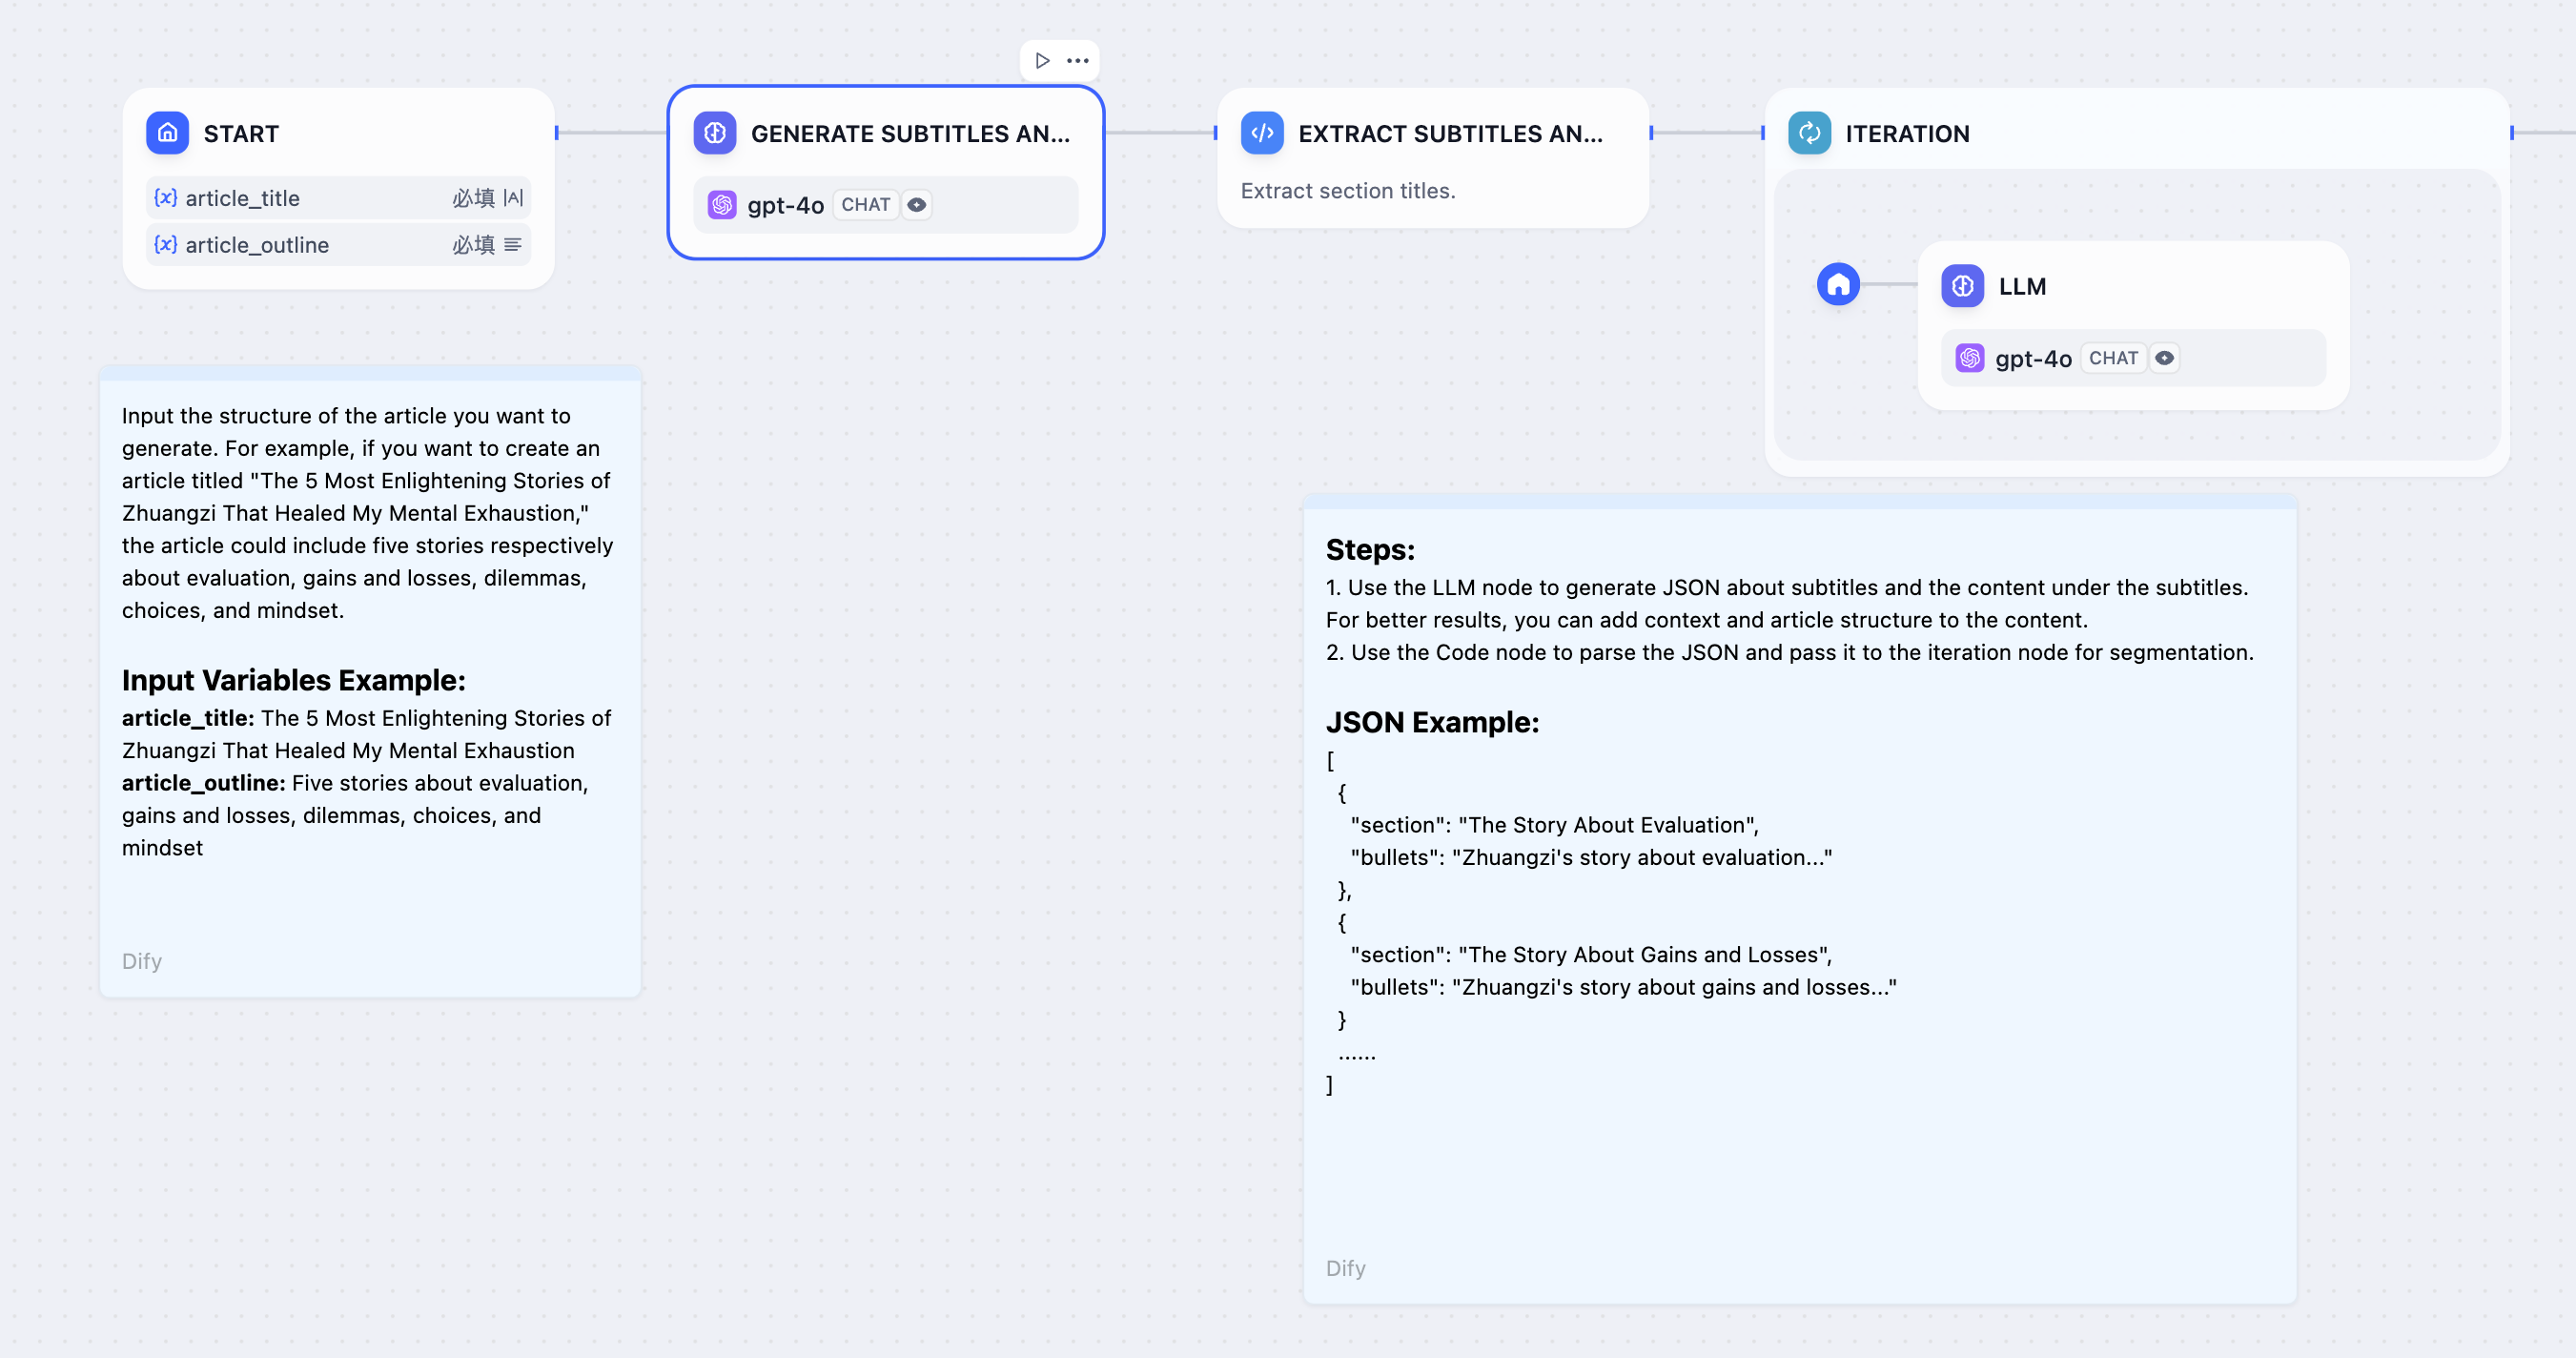 START
{x} article_title 必填
{x} article_outline 必填
GENERATE SUBTITLES AN...
gpt-4o CHAT
EXTRACT SUBTITLES AN...
Extract section titles.
ITERATION
LLM
gpt-4o CHAT
Input the structure of the article you want to
generate. For example, if you want to create an
article titled "The 5 Most Enlightening Stories of
Zhuangzi That Healed My Mental Exhaustion,"
the article could include five stories respectively
about evaluation, gains and losses, dilemmas,
choices, and mindset.
Input Variables Example:
article_title: The 5 Most Enlightening Stories of
Zhuangzi That Healed My Mental Exhaustion
article_outline: Five stories about evaluation,
gains and losses, dilemmas, choices, and
mindset
Dify
Steps:
1. Use the LLM node to generate JSON about subtitles and the content under the subtitles.
For better results, you can add context and article structure to the content.
2. Use the Code node to parse the JSON and pass it to the iteration node for segmentation.
JSON Example:
[
{
"section": "The Story About Evaluation",
"bullets": "Zhuangzi's story about evaluation..."
},
{
"section": "The Story About Gains and Losses",
"bullets": "Zhuangzi's story about gains and losses..."
}
......
]
Dify